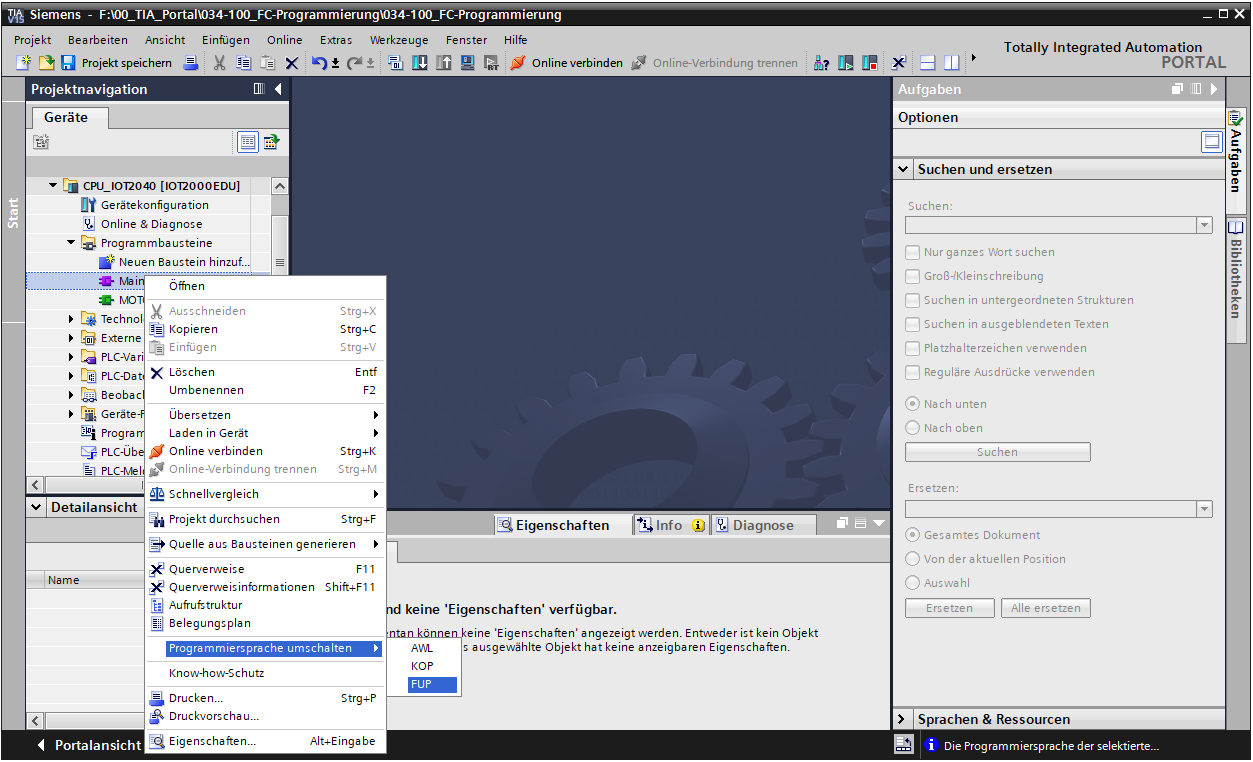 Siemens - F:\00_TIA_Portal\034-100_FC-Programmierung\034-100_FC-Programmierung
Projekt Bearbeiten Ansicht Einfügen Online Extras Werkzeuge Fenster Hilfe
Totally Integrated Automation
PORTAL
Projekt speichern Online verbinden Online-Verbindung trennen
Projektnavigation
Geräte
Start
CPU_IOT2040 [IOT2000EDU]
Gerätekonfiguration
Online & Diagnose
Programmbausteine
Neuen Baustein hinzuf...
Main
MOTO
Technol
Externe
PLC-Vari
PLC-Date
Beobac
Geräte-P
Program
PLC-Übe
PLC-Meld
Detailansicht
Name
Portalansicht
Öffnen
Ausschneiden Strg+X
Kopieren Strg+C
Einfügen Strg+V
Löschen Entf
Umbenennen F2
Übersetzen
Laden in Gerät
Online verbinden Strg+K
Online-Verbindung trennen Strg+M
Schnellvergleich
Projekt durchsuchen Strg+F
Quelle aus Bausteinen generieren
Querverweise F11
Querverweisinformationen Shift+F11
Aufrufstruktur
Belegungsplan
Programmiersprache umschalten
Know-how-Schutz
Drucken... Strg+P
Druckvorschau...
Eigenschaften... Alt+Eingabe
AWL
KOP
FUP
Eigenschaften Info Diagnose
nd keine 'Eigenschaften' verfügbar.
entan können keine 'Eigenschaften' angezeigt werden. Entweder ist kein Objekt
s ausgewählte Objekt hat keine anzeigbaren Eigenschaften.
Aufgaben
Optionen
Suchen und ersetzen
Suchen:
Nur ganzes Wort suchen
Groß-/Kleinschreibung
Suchen in untergeordneten Strukturen
Suchen in ausgeblendeten Texten
Platzhalterzeichen verwenden
Reguläre Ausdrücke verwenden
Nach unten
Nach oben
Suchen
Ersetzen:
Gesamtes Dokument
Von der aktuellen Position
Auswahl
Ersetzen Alle ersetzen
Sprachen & Ressourcen
Aufgaben
Bibliotheken
Die Programmiersprache der selektierte...